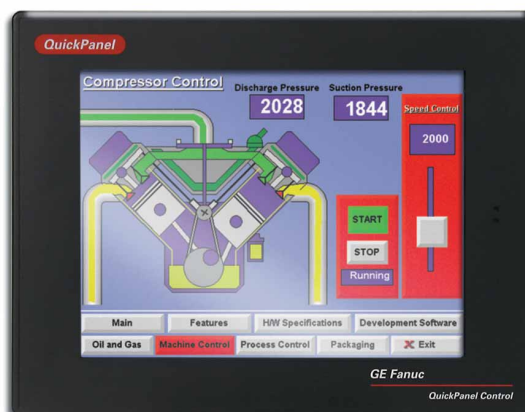 QuickPanel
Compressor Control
Discharge Pressure
Suction Pressure
2028
1844
Speed Control
2000
START
STOP
Running
Main
Features
H/W Specifications
Development Software
Oil and Gas
Machine Control
Process Control
Packaging
X Exit
GE Fanuc
QuickPanel Control